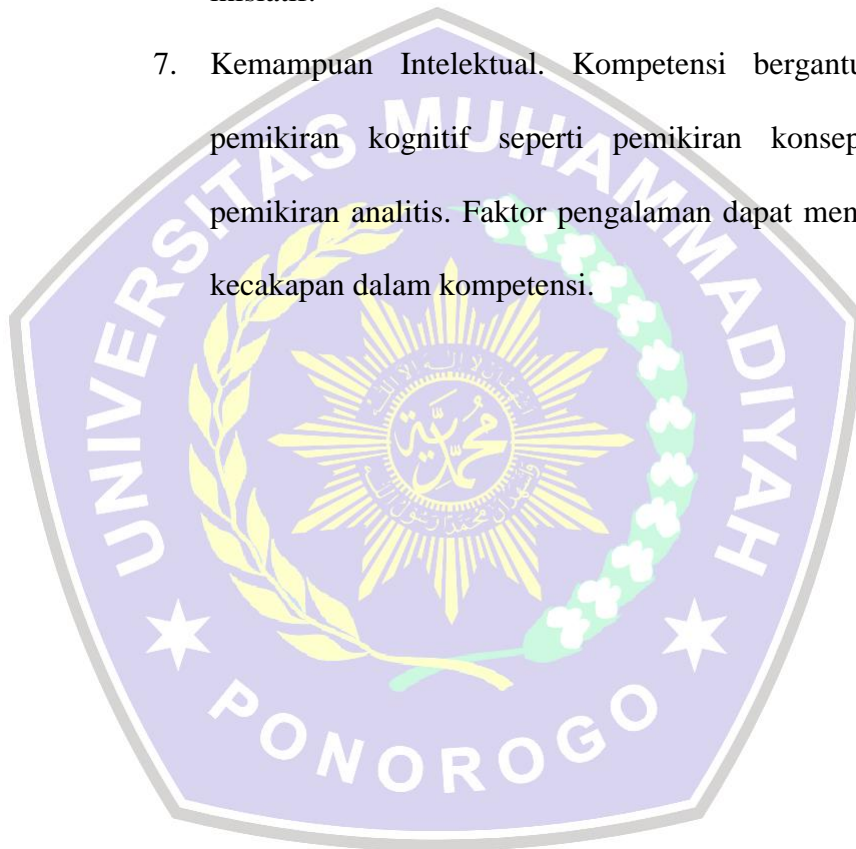 7. Kemampuan Intelektual. Kompetensi bergantu
pemikiran kognitif seperti pemikiran konsep
pemikiran analitis. Faktor pengalaman dapat men
kecakapan dalam kompetensi.
UNIVERSITAS MUHAMMADIYAH
PONOROGO